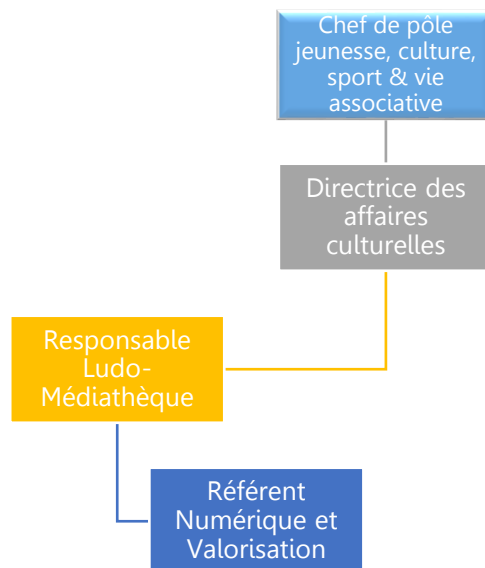 Chef de pôle
jeunesse, culture,
sport & vie
associative
Directrice des
affaires
culturelles
Responsable
Ludo-
Médiathèque
Référent
Numérique et
Valorisation